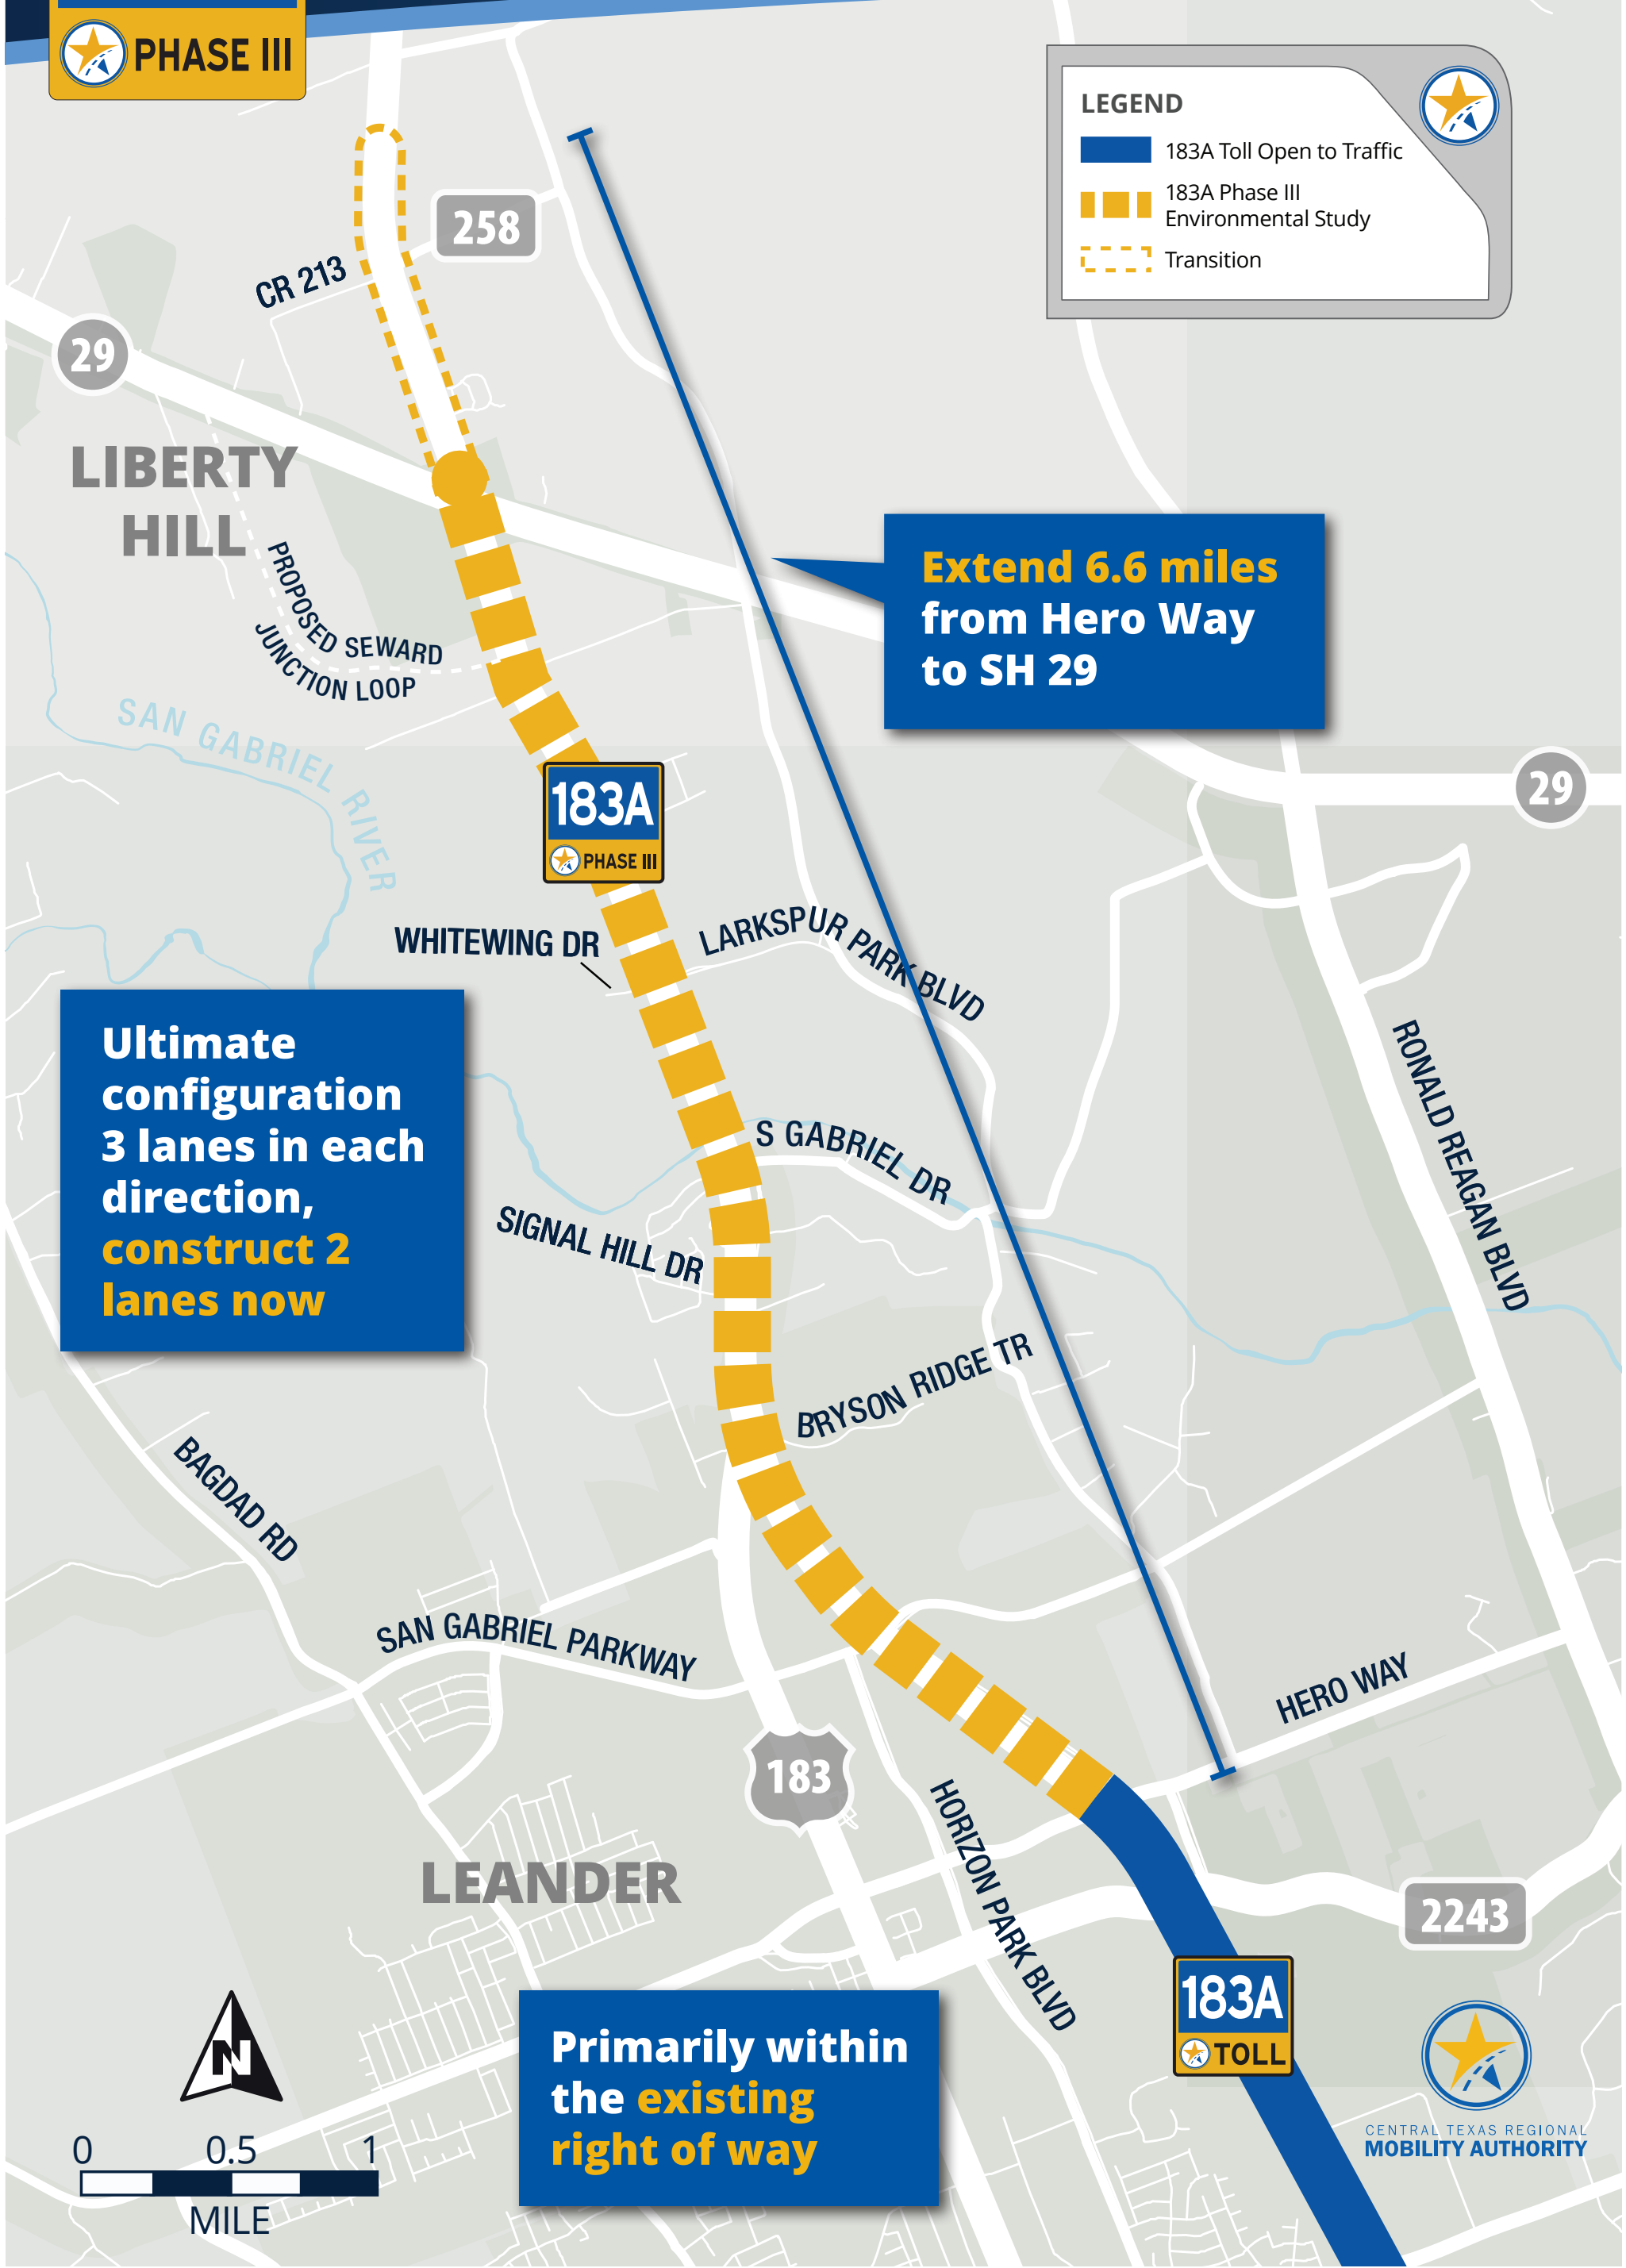 PHASE III
LEGEND
183A Toll Open to Traffic
183A Phase III
Environmental Study
Transition
258
CR 213
29
LIBERTY
HILL
PROPOSED SEWARD
JUNCTION LOOP
Extend 6.6 miles
from Hero Way
to SH 29
SAN GABRIEL RIVER
29
183A
PHASE III
WHITEWING DR
LARKSPUR PARK BLVD
Ultimate
configuration
3 lanes in each
direction,
construct 2
lanes now
RONALD REAGAN BLVD
S GABRIEL DR
SIGNAL HILL DR
BRYSON RIDGE TR
BAGDAD RD
SAN GABRIEL PARKWAY
HERO WAY
183
HORIZON PARK BLVD
LEANDER
2243
183A
TOLL
N
Primarily within
the existing
right of way
0 0.5 1
MILE
CENTRAL TEXAS REGIONAL
MOBILITY AUTHORITY